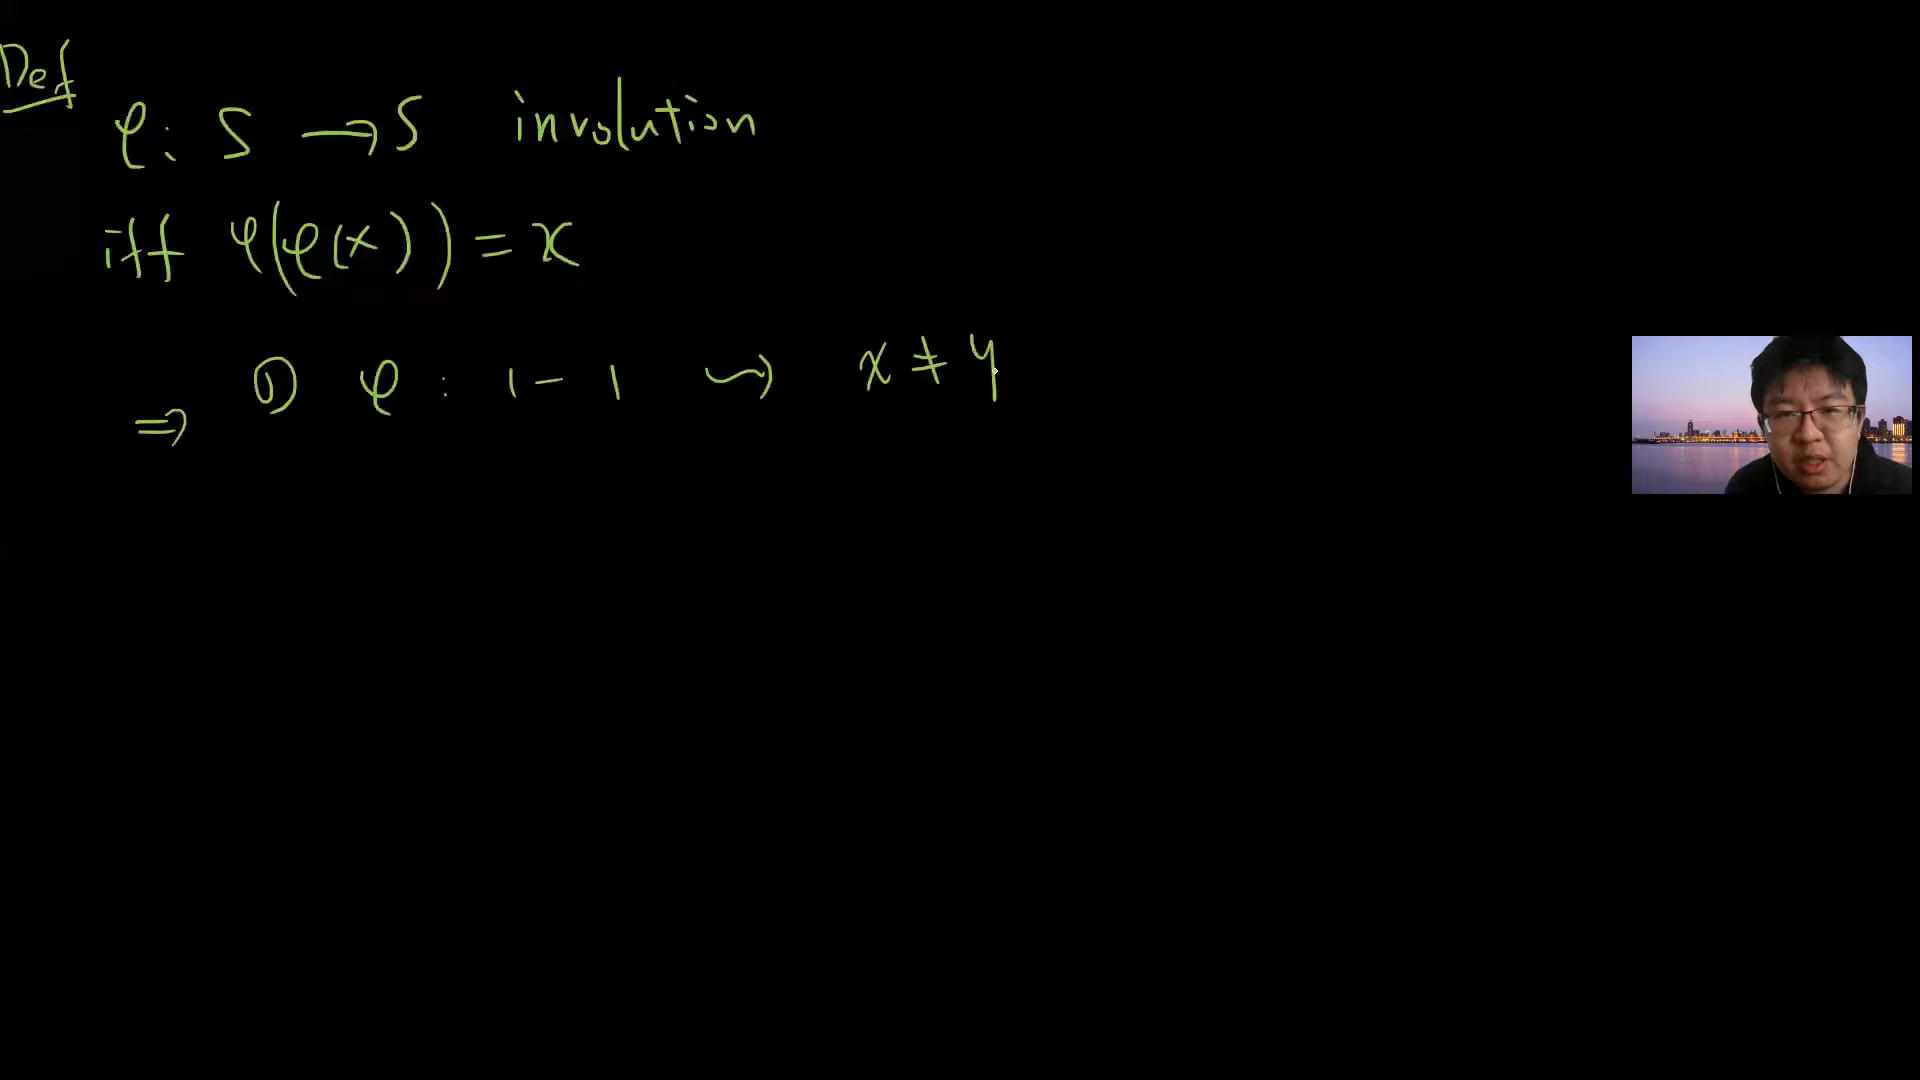 Def
φ: S → S involution
iff φ(φ(x)) = x
⇒ ① φ : 1 - 1 ⇝ x ≠ y